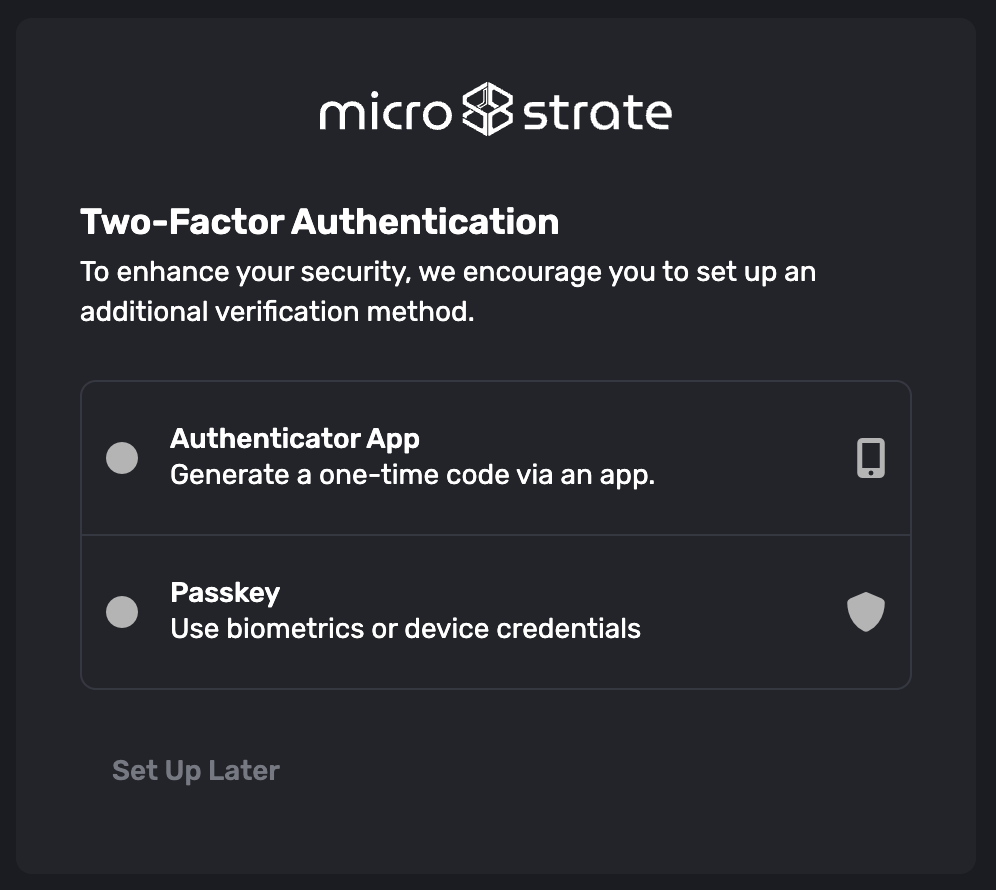 micro strate
Two-Factor Authentication
To enhance your security, we encourage you to set up an
additional verification method.
Authenticator App
Generate a one-time code via an app.
Passkey
Use biometrics or device credentials
Set Up Later